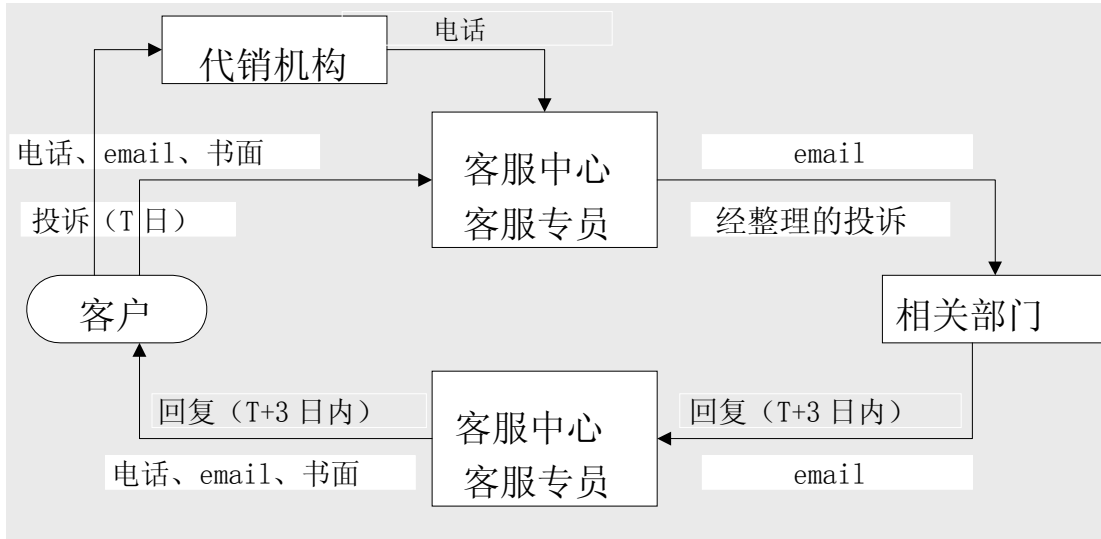 电话
代销机构
电话、email、书面
客服中心
客服专员
email
投诉（T日）
经整理的投诉
客户
相关部门
回复（T+3 日内）
客服中心
客服专员
回复（T+3 日内）
电话、email、书面
email